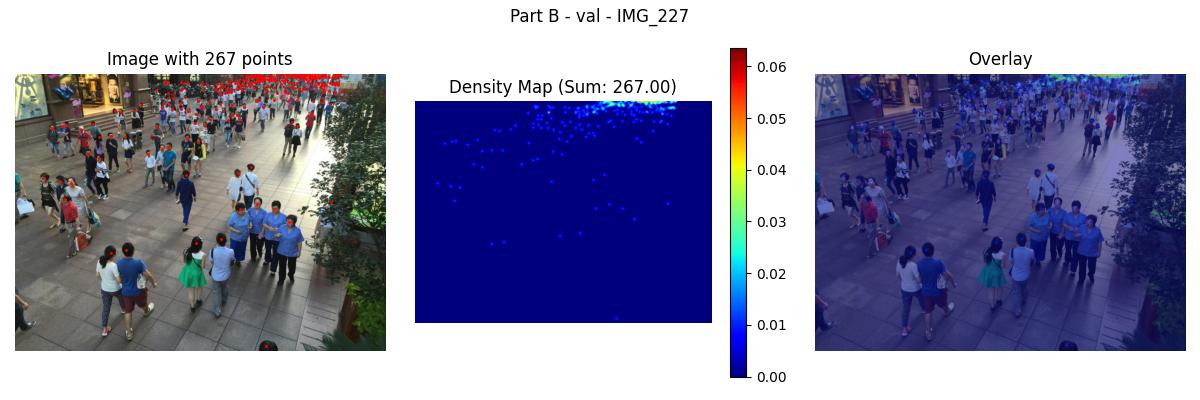 Part B - val - IMG_227
Image with 267 points
Density Map (Sum: 267.00)
Overlay
0.06
0.05
0.04
0.03
0.02
0.01
0.00